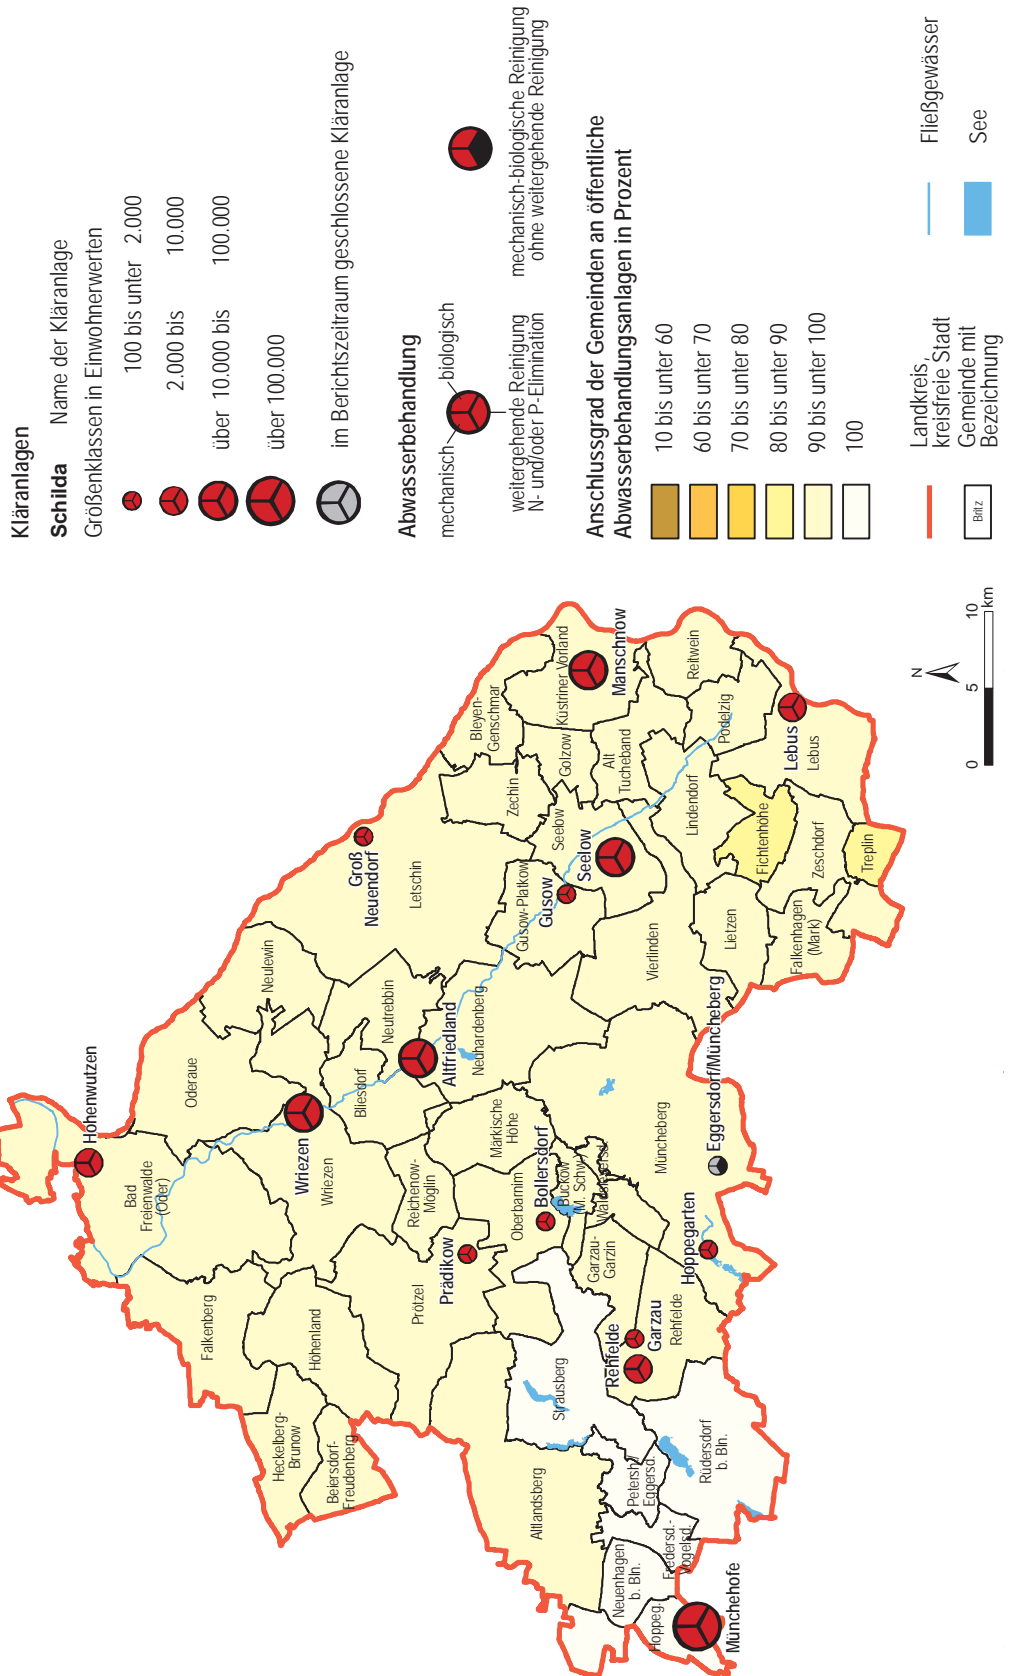 Kläranlagen
Schilda Name der Kläranlage
Größenklassen in Einwohnerwerten
100 bis unter 2.000
2.000 bis 10.000
über 10.000 bis 100.000
über 100.000
im Berichtszeitraum geschlossene Kläranlage
Abwasserbehandlung
mechanisch
biologisch
weitergehende Reinigung
N- und/oder P-Elimination
mechanisch-biologische Reinigung
ohne weitergehende Reinigung
Anschlussgrad der Gemeinden an öffentliche
Abwasserbehandlungsanlagen in Prozent
10 bis unter 60
60 bis unter 70
70 bis unter 80
80 bis unter 90
90 bis unter 100
100
Landkreis,
kreisfreie Stadt
Britz
Gemeinde mit
Bezeichnung
Fließgewässer
See
N
0 5 10
km
Hohenwutzen
Bad
Freienwalde
(Oder)
Oderaue
Falkenberg
Wriezen
Wriezen
Neulewin
Heckelberg-
Brunow
Beiersdorf-
Freudenberg
Höhenland
Bliesdorf
Neutrebbin
Groß
Neuendorf
Letschin
Altfriedland
Neuhardenberg
Reichenow-
Möglin
Prädikow
Prötzel
Märkische
Höhe
Oberbarnim
Bollersdorf
Buckow
(M. Schw.)
Waldsieversd.
Garzau-
Garzin
Bleyen-
Genschmar
Zechin
Golzow
Küstriner Vorland
Manschnow
Alt
Tucheband
Gusow-Platkow
Gusow
Seelow
Seelow
Reitwein
Podelzig
Lindendorf
Lebus
Lebus
Vierlinden
Lietzen
Fichtenhöhe
Zeschdorf
Treplin
Falkenhagen
(Mark)
Müncheberg
Eggersdorf/Müncheberg
Hoppegarten
Rehfelde
Garzau
Rehfelde
Strausberg
Altlandsberg
Petersh./
Eggersd.
Rüdersdorf
b. Bln.
Fredersd.-
Vogelsd.
Neuenhagen
b. Bln.
Hoppeg.
Münchehofe